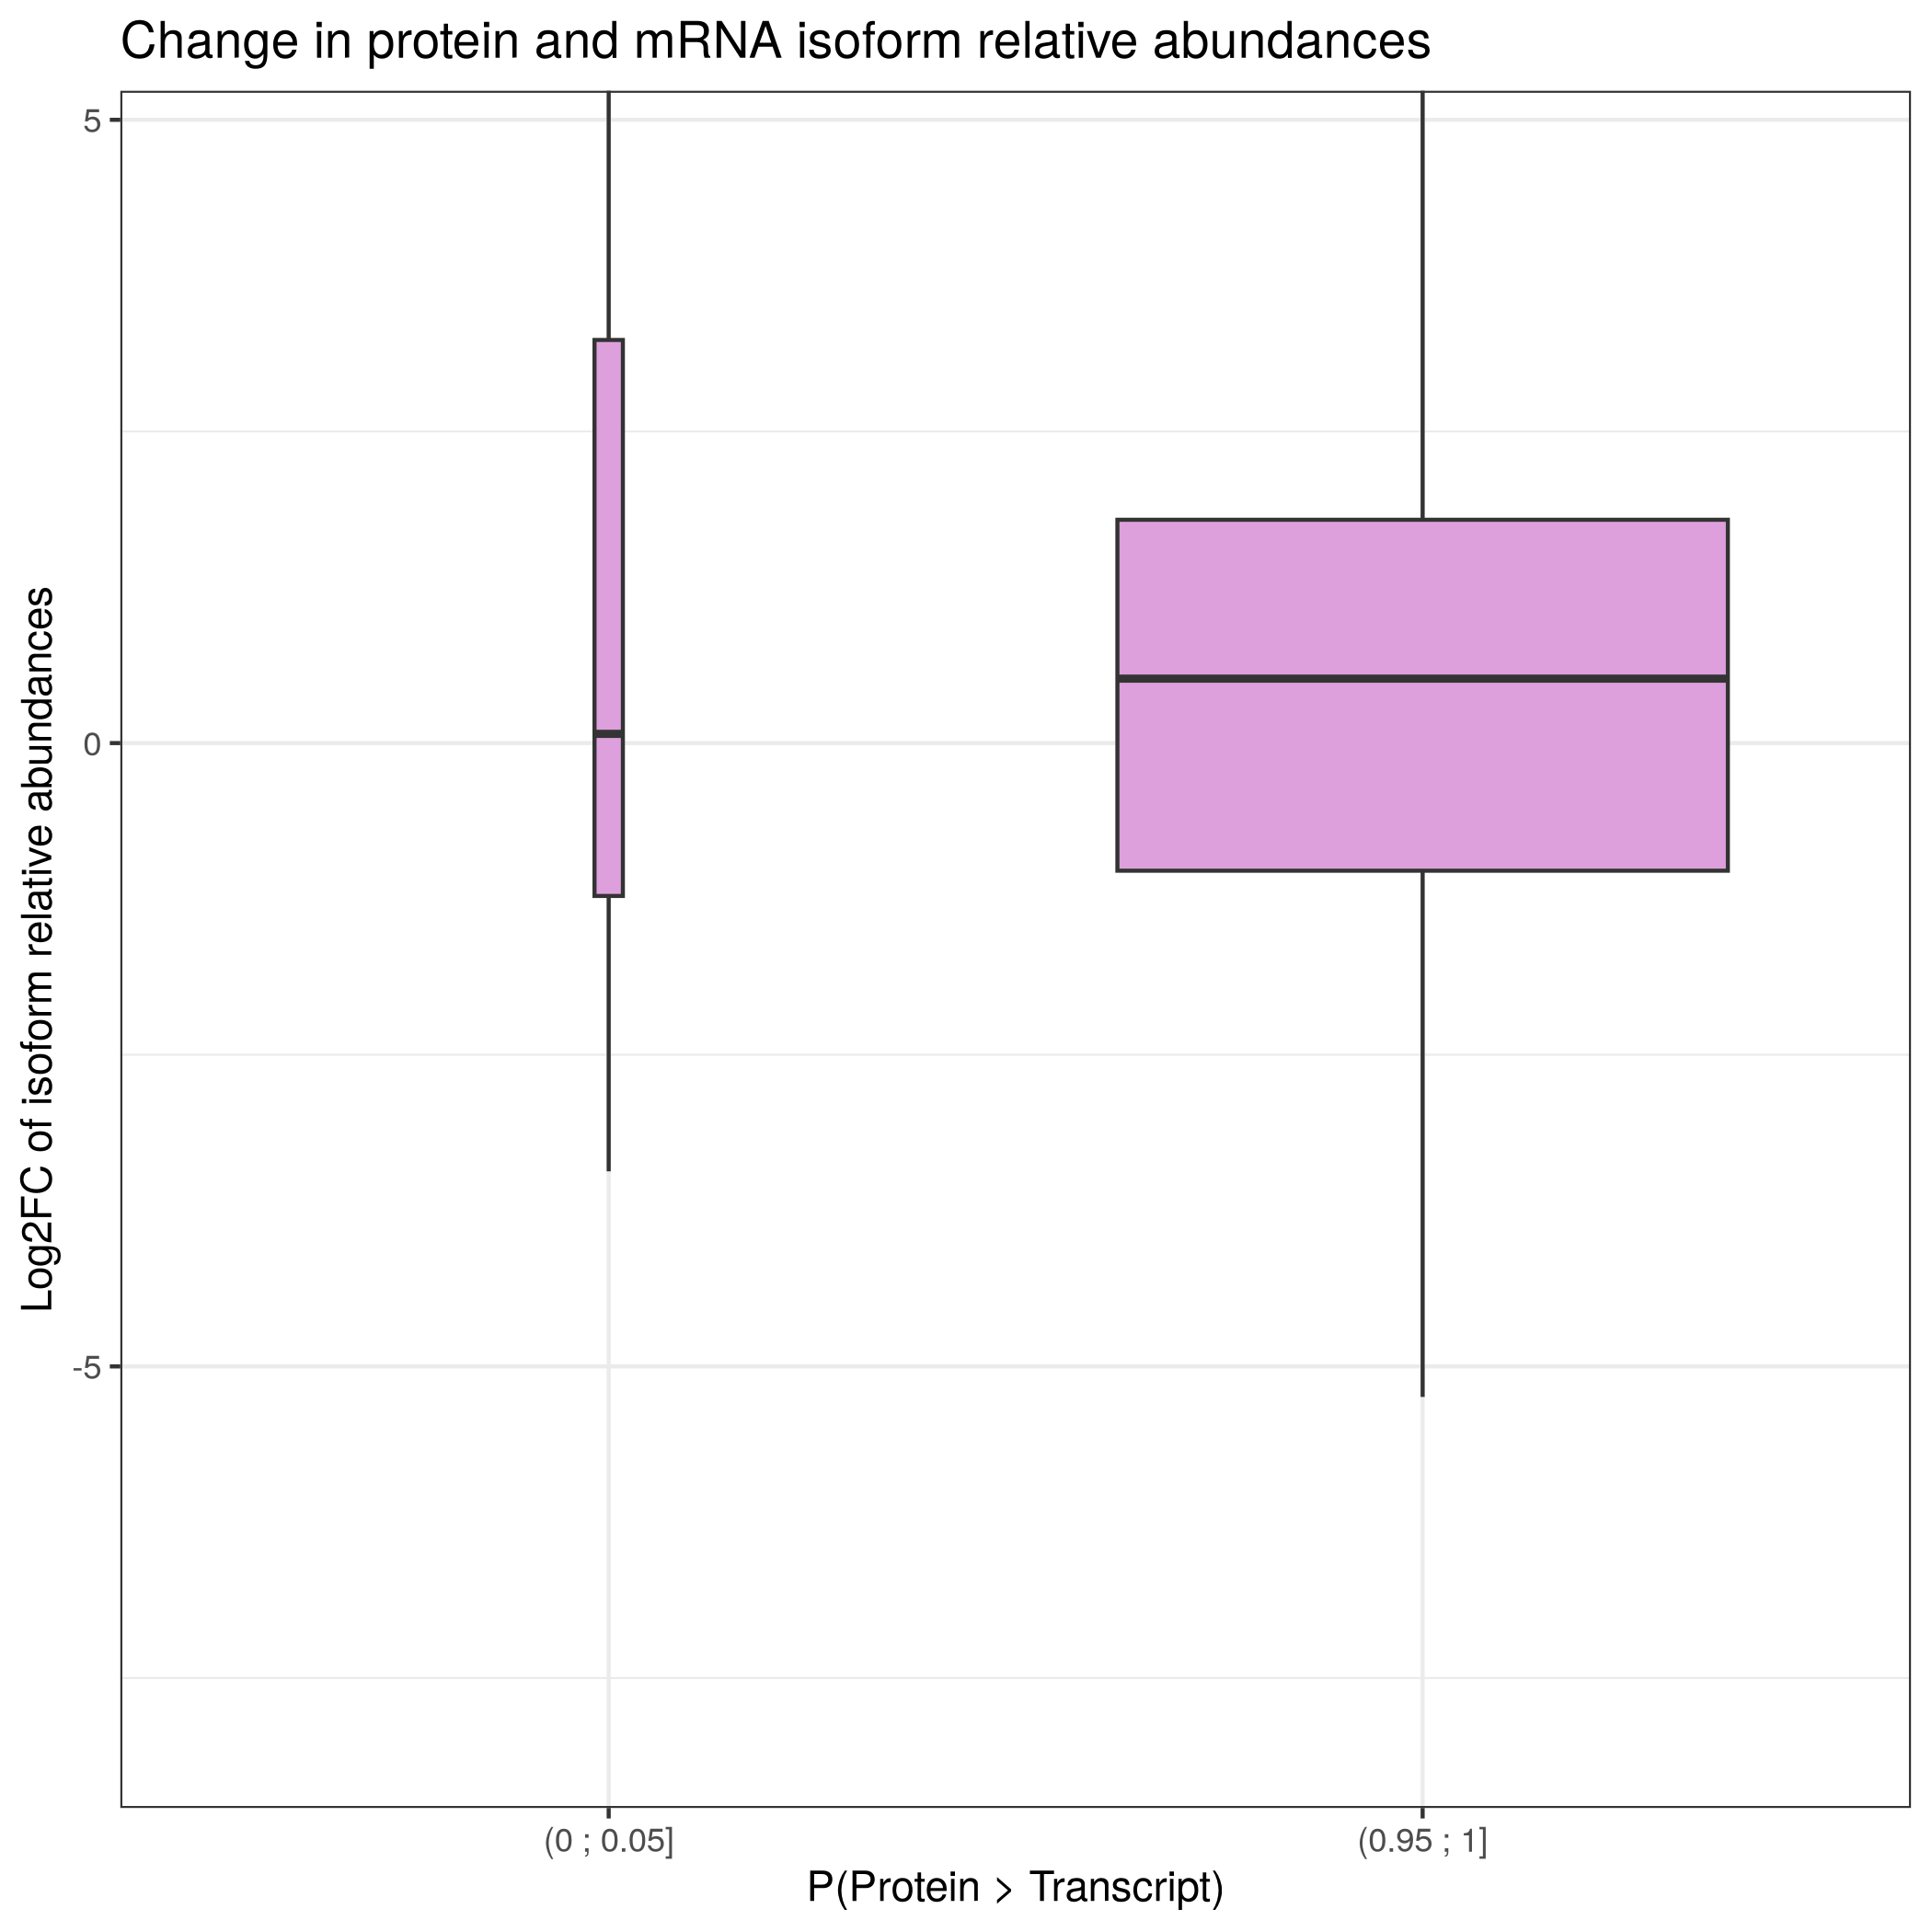 Change in protein and mRNA isoform relative abundances
Log2FC of isoform relative abundances
5
0
-5
(0 ; 0.05]
(0.95 ; 1]
P(Protein > Transcript)